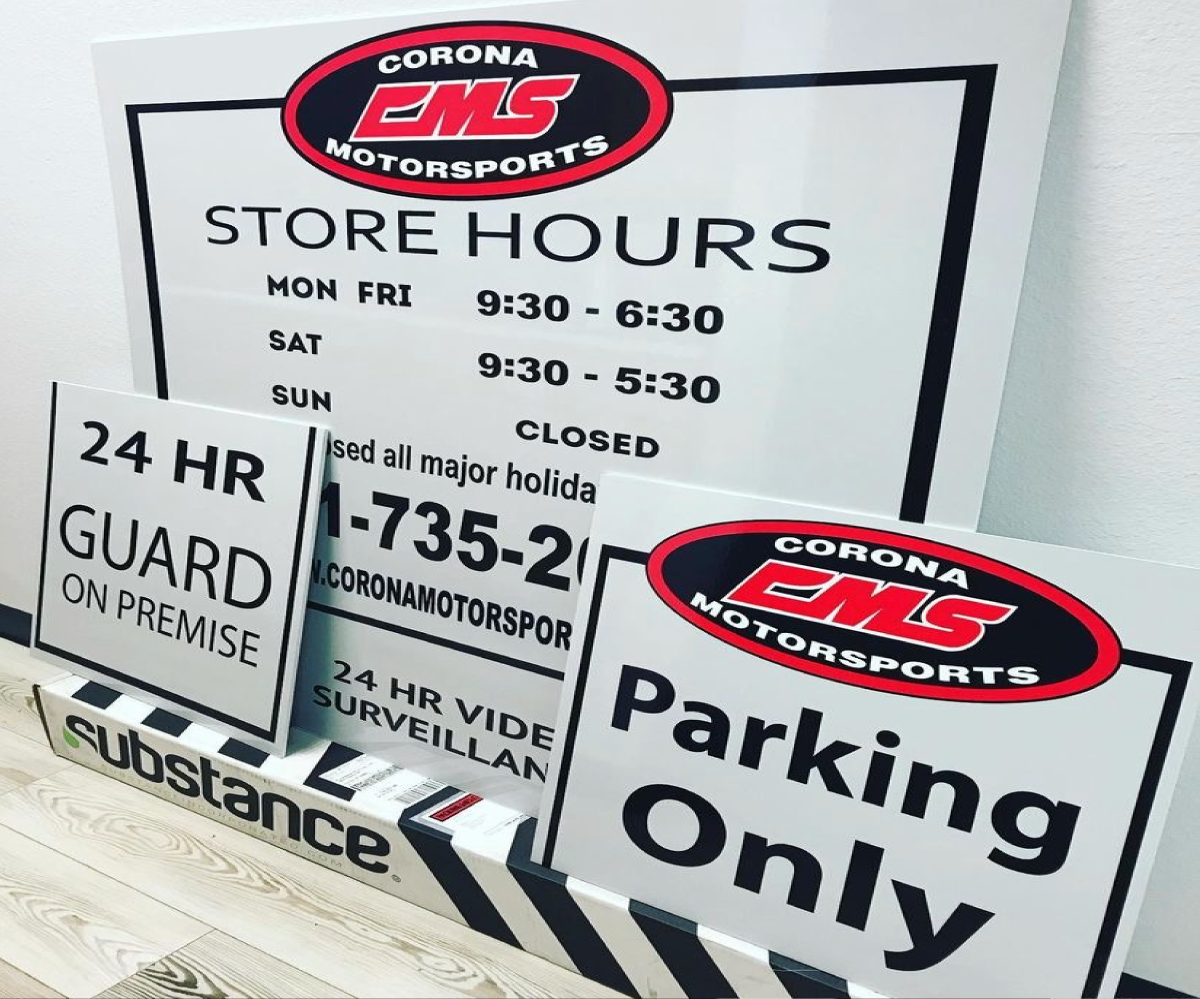 CORONA
CMS
MOTORSPORTS
STORE HOURS
MON FRI 9:30 - 6:30
SAT 9:30 - 5:30
SUN CLOSED
sed all major holida
1-735-2
.CORONAMOTORSPOR
24 HR VIDE
SURVEILLAN
24 HR
GUARD
ON PREMISE
substance
CORONA
CMS
MOTORSPORTS
Parking
Only